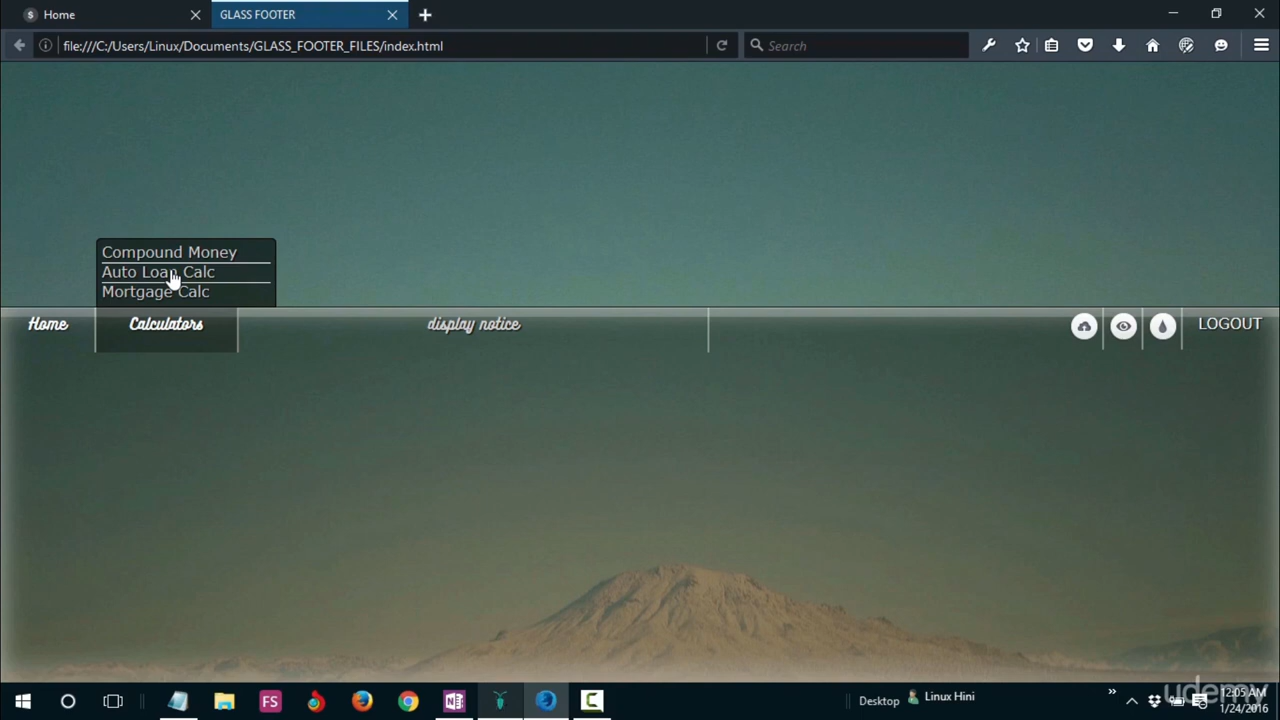 Home
GLASS FOOTER
file:///C:/Users/Linux/Documents/GLASS_FOOTER_FILES/index.html
Search
Compound Money
Auto Loan Calc
Mortgage Calc
Home
Calculators
display notice
LOGOUT
FS
N
Desktop
Linux Hini
»
12:05 AM
1/24/2016
udemy